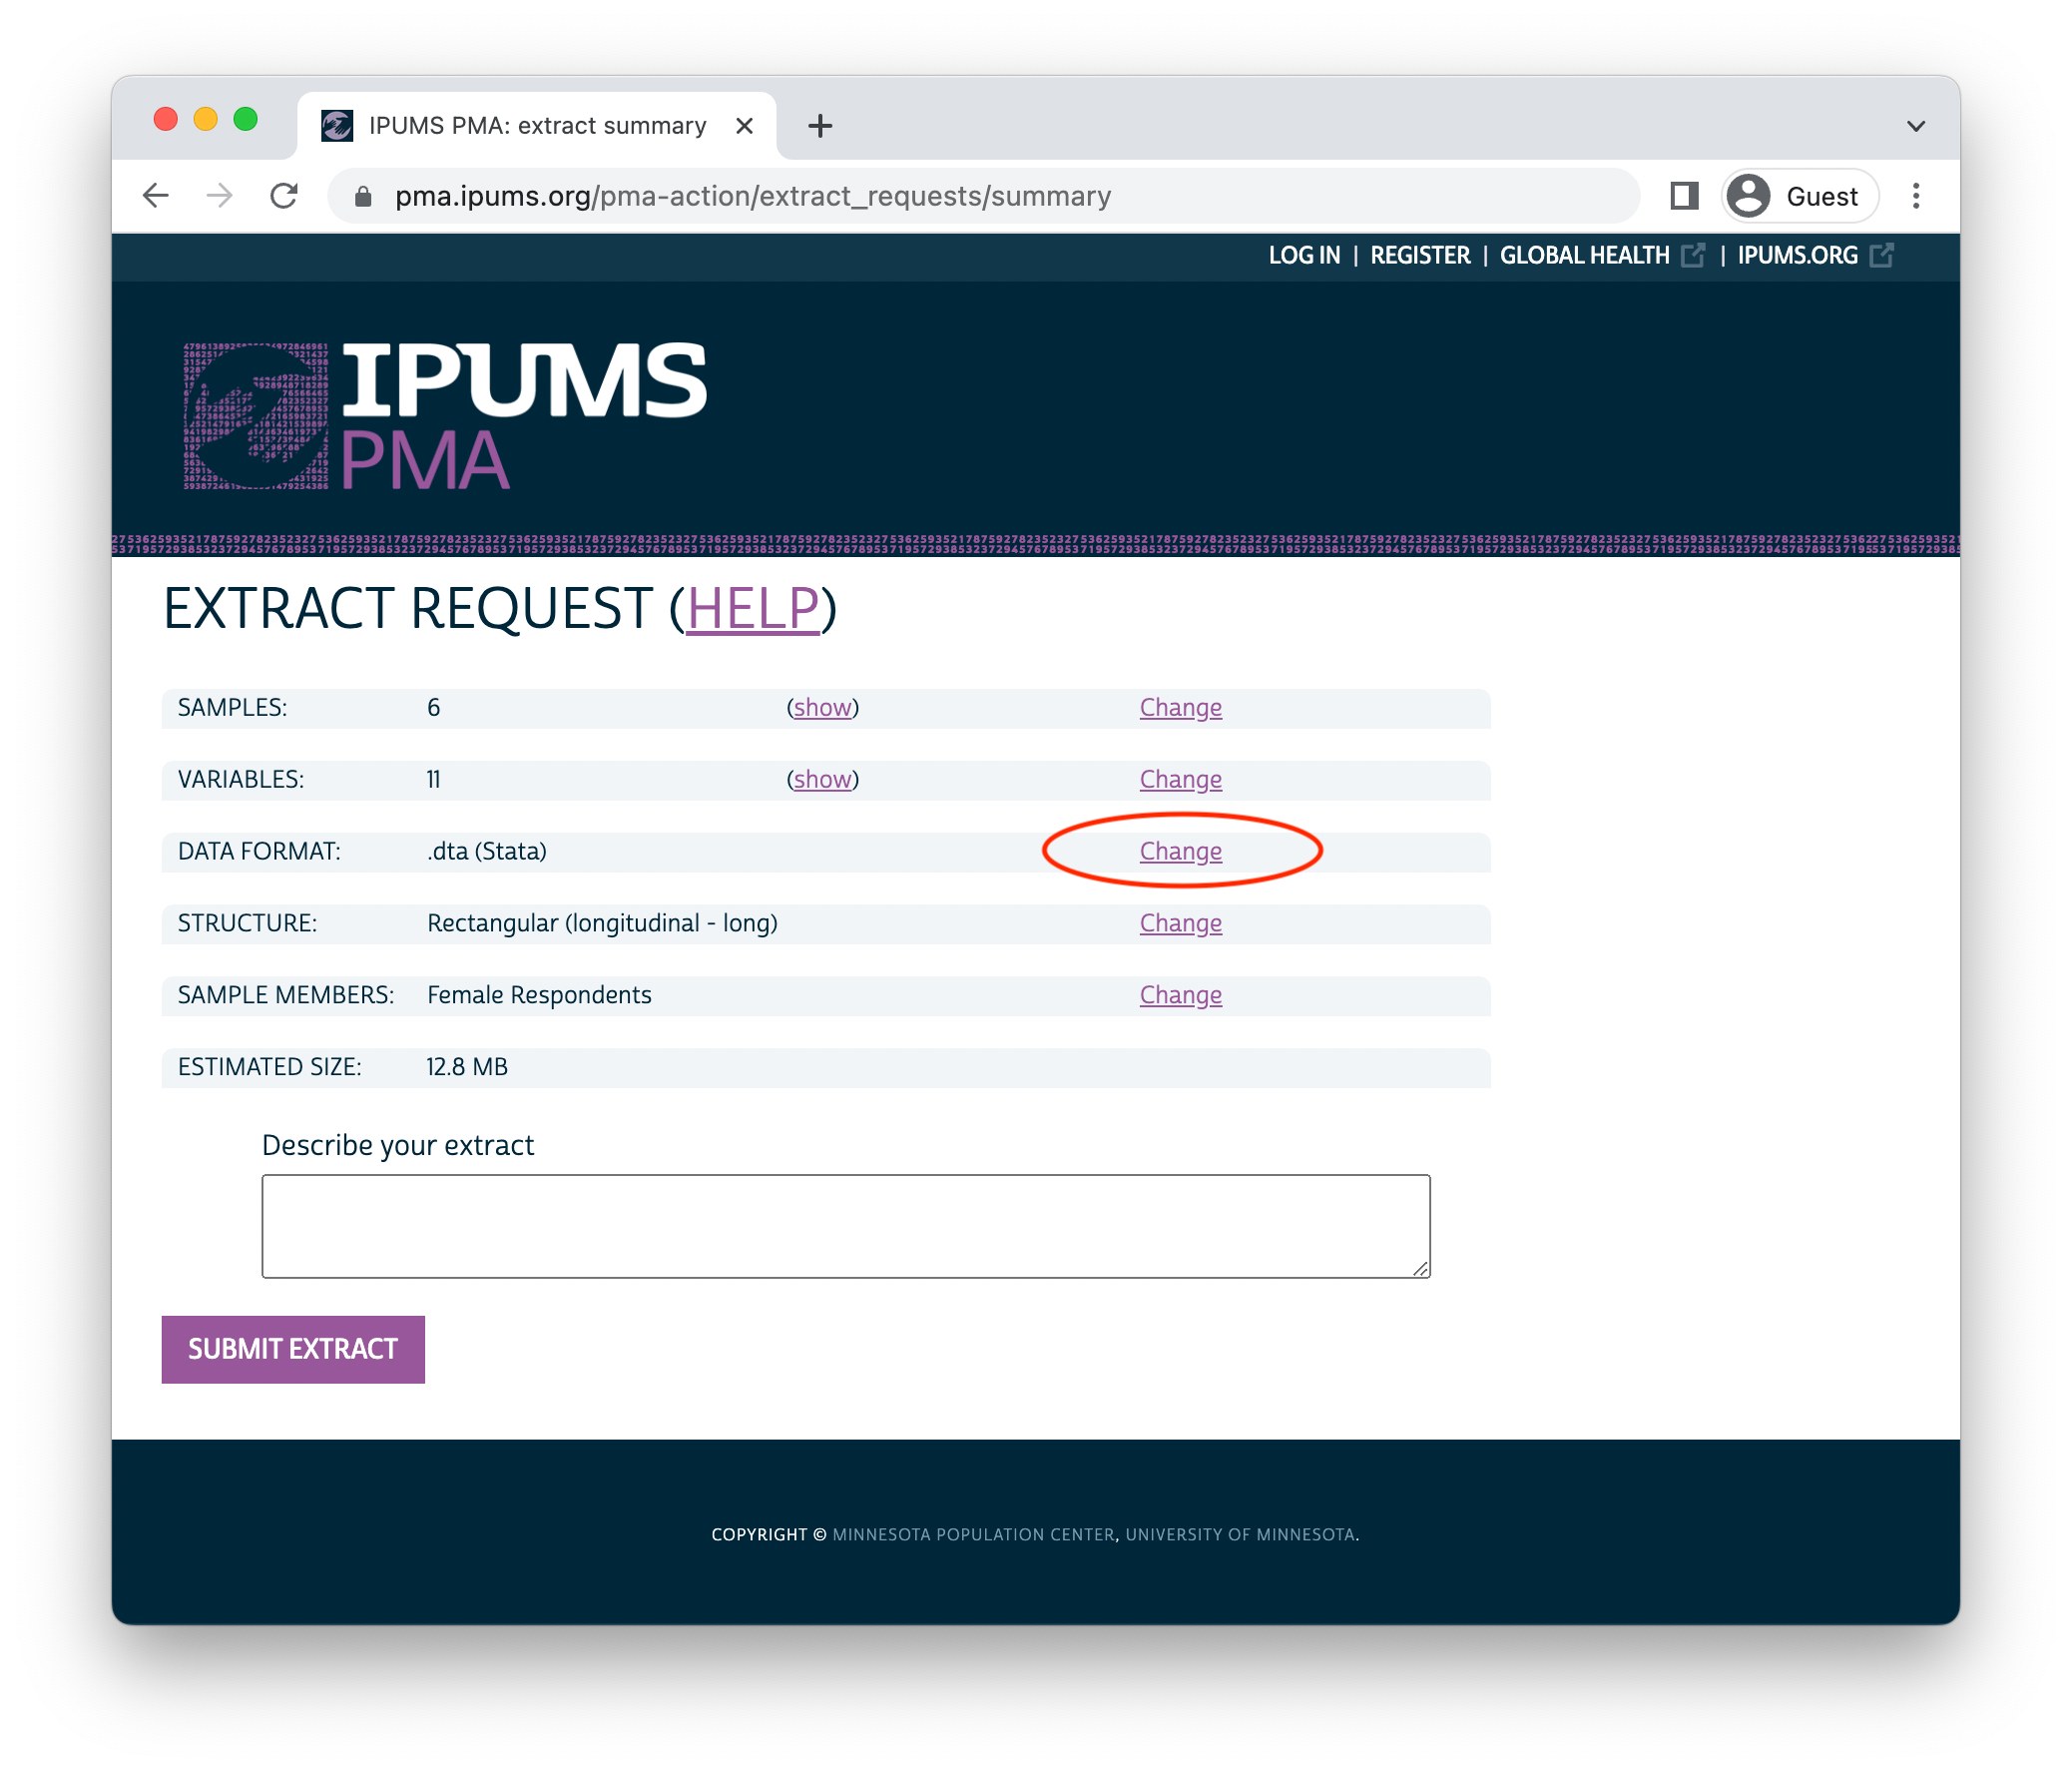 IPUMS PMA: extract summary
pma.ipums.org/pma-action/extract_requests/summary
Guest
LOG IN | REGISTER | GLOBAL HEALTH | IPUMS.ORG
IPUMS
PMA
EXTRACT REQUEST (HELP)
SAMPLES: 6 (show) Change
VARIABLES: 11 (show) Change
DATA FORMAT: .dta (Stata) Change
STRUCTURE: Rectangular (longitudinal - long) Change
SAMPLE MEMBERS: Female Respondents Change
ESTIMATED SIZE: 12.8 MB
Describe your extract
SUBMIT EXTRACT
COPYRIGHT © MINNESOTA POPULATION CENTER, UNIVERSITY OF MINNESOTA.